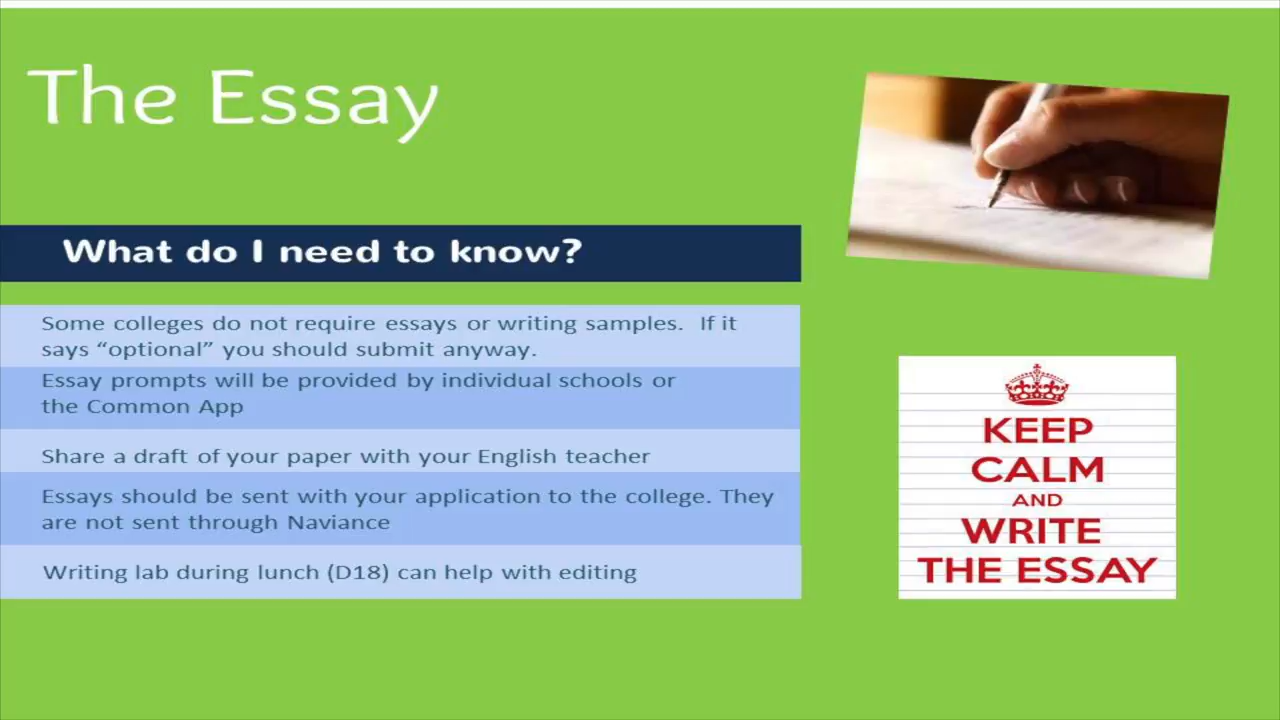 The Essay
What do I need to know?
Some colleges do not require essays or writing samples.  If it
says “optional” you should submit anyway.
Essay prompts will be provided by individual schools or
the Common App
Share a draft of your paper with your English teacher
Essays should be sent with your application to the college. They
are not sent through Naviance
Writing lab during lunch (D18) can help with editing
KEEP
CALM
AND
WRITE
THE ESSAY